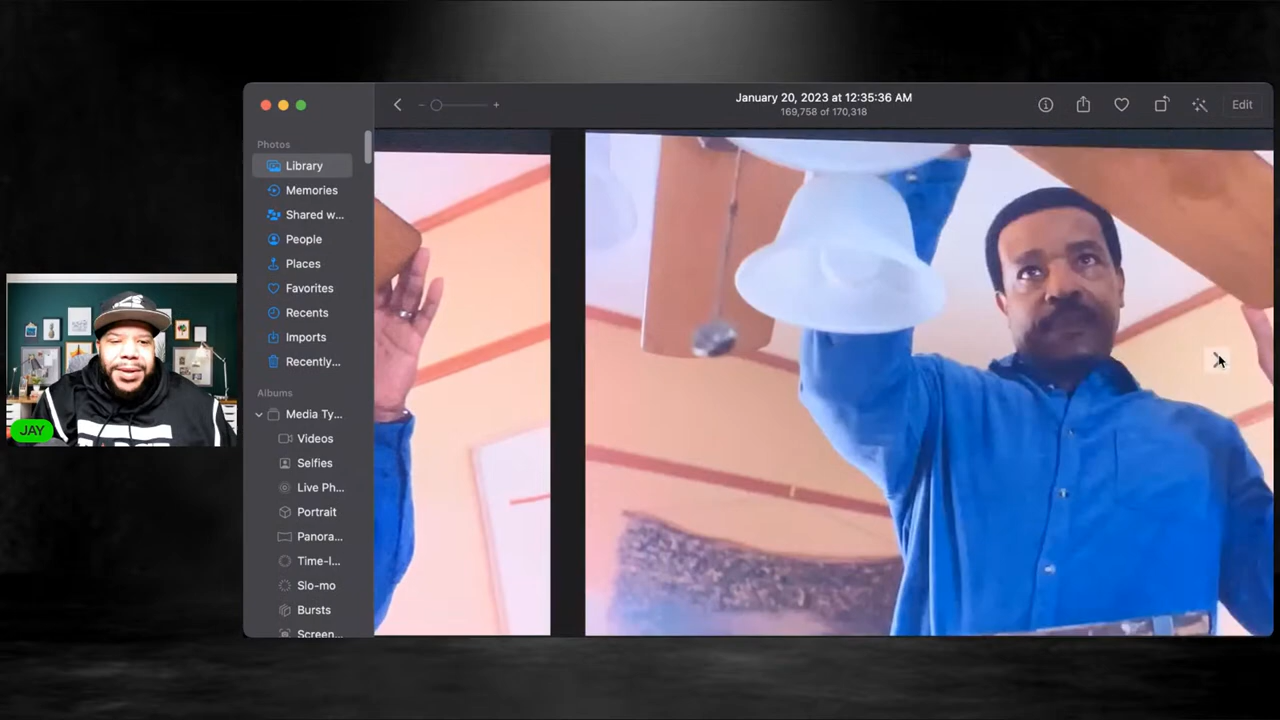 January 20, 2023 at 12:35:36 AM
169,758 of 170,318
Edit
Photos
Library
Memories
Shared w...
People
Places
Favorites
Recents
Imports
Recently...
Albums
Media Ty...
Videos
Selfies
Live Ph...
Portrait
Panora...
Time-l...
Slo-mo
Bursts
Screen...
JAY